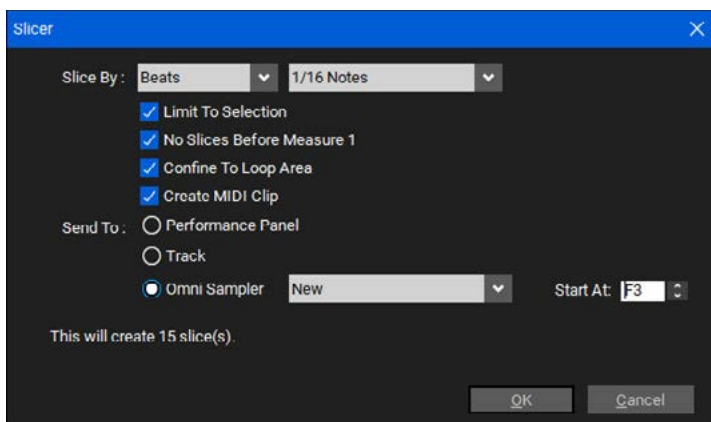 Slicer
Slice By : Beats 1/16 Notes
Limit To Selection
No Slices Before Measure 1
Confine To Loop Area
Create MIDI Clip
Send To : Performance Panel
Track
Omni Sampler New Start At: F3
This will create 15 slice(s).
OK Cancel